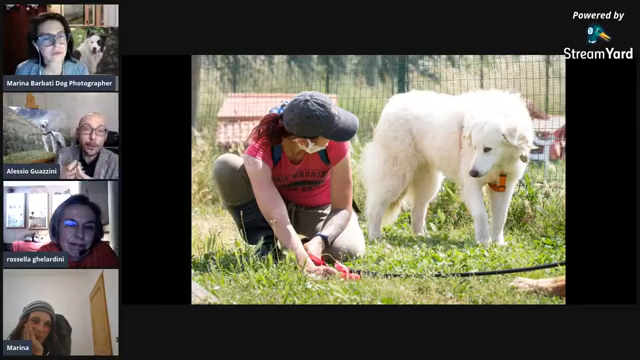 Powered by
StreamYard
Marina Barbati Dog Photographer
Alessio Guazzini
rossella ghelardini
Marina